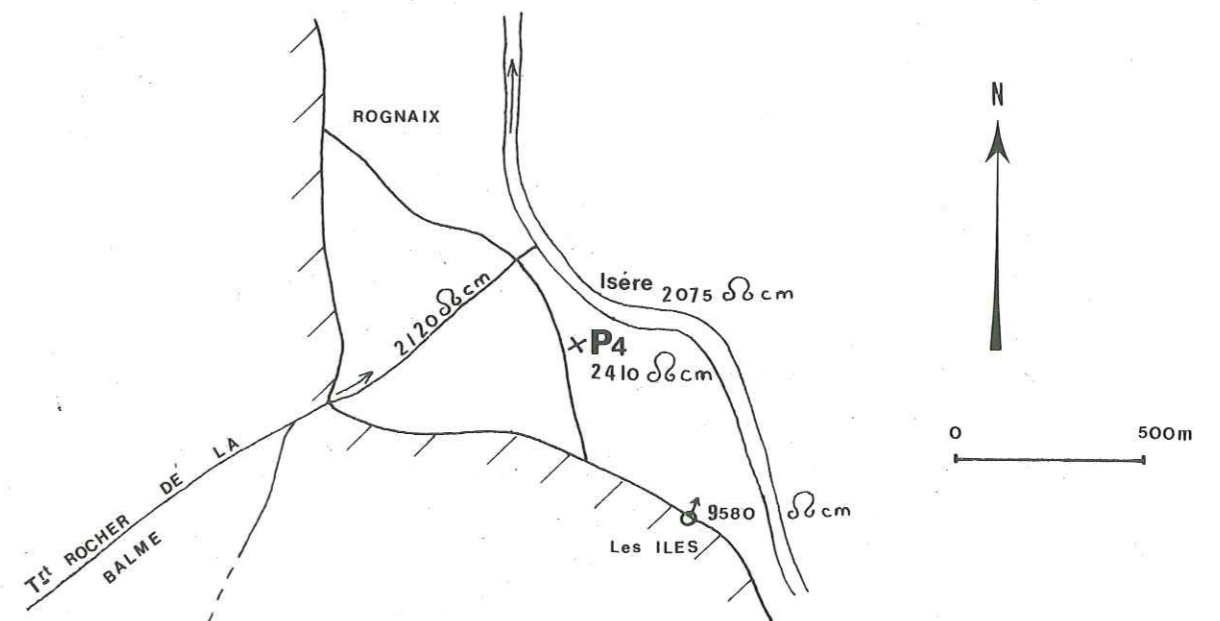 N
ROGNAIX
Isére 2075 Ωcm
2120 Ωcm
P4
2410 Ωcm
0 500m
Trt ROCHER DE LA
BALME
9580 Ωcm
Les ILES